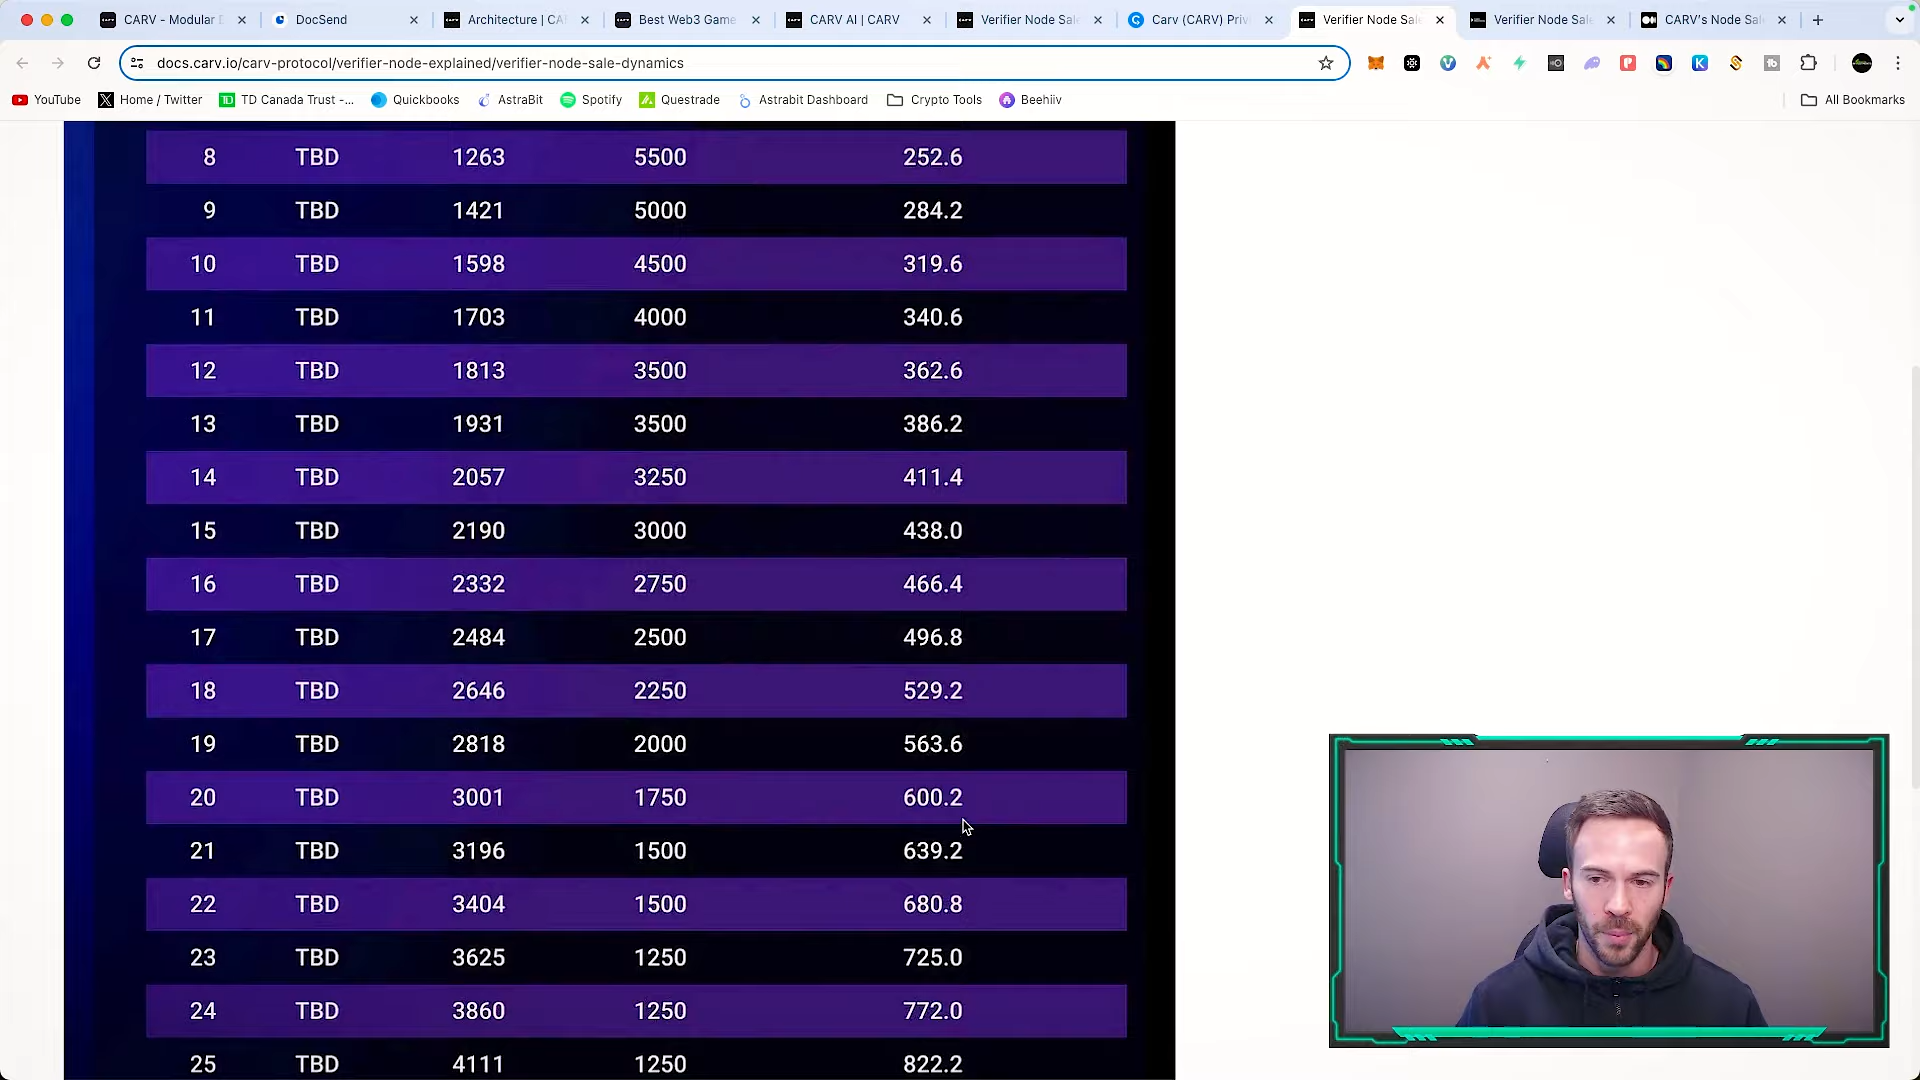 CARV - Modular D
DocSend
Architecture | CA
Best Web3 Game
CARV AI | CARV
Verifier Node Sal
Carv (CARV) Priv
Verifier Node Sale
Verifier Node Sal
CARV's Node Sal
docs.carv.io/carv-protocol/verifier-node-explained/verifier-node-sale-dynamics
YouTube
Home / Twitter
TD Canada Trust -...
Quickbooks
AstraBit
Spotify
Questrade
Astrabit Dashboard
Crypto Tools
Beehiiv
All Bookmarks
8 TBD 1263 5500 252.6
9 TBD 1421 5000 284.2
10 TBD 1598 4500 319.6
11 TBD 1703 4000 340.6
12 TBD 1813 3500 362.6
13 TBD 1931 3500 386.2
14 TBD 2057 3250 411.4
15 TBD 2190 3000 438.0
16 TBD 2332 2750 466.4
17 TBD 2484 2500 496.8
18 TBD 2646 2250 529.2
19 TBD 2818 2000 563.6
20 TBD 3001 1750 600.2
21 TBD 3196 1500 639.2
22 TBD 3404 1500 680.8
23 TBD 3625 1250 725.0
24 TBD 3860 1250 772.0
25 TBD 4111 1250 822.2